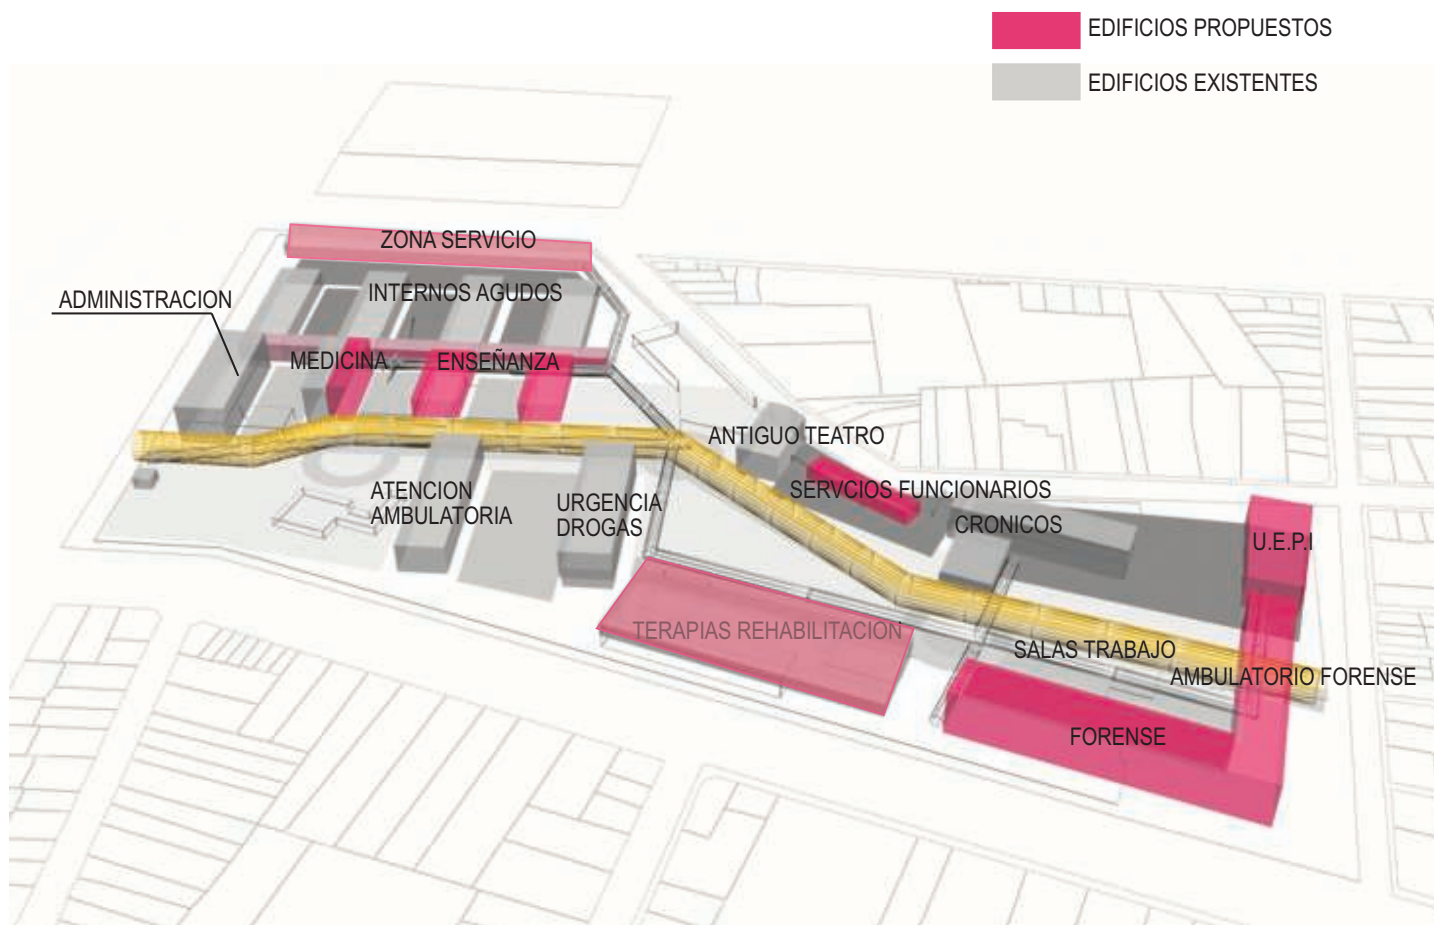 EDIFICIOS PROPUESTOS
EDIFICIOS EXISTENTES
ZONA SERVICIO
ADMINISTRACION
INTERNOS AGUDOS
MEDICINA
ENSEÑANZA
ANTIGUO TEATRO
ATENCION
AMBULATORIA
URGENCIA
DROGAS
SERVCIOS FUNCIONARIOS
CRONICOS
U.E.P.I
TERAPIAS REHABILITACION
SALAS TRABAJO
AMBULATORIO FORENSE
FORENSE